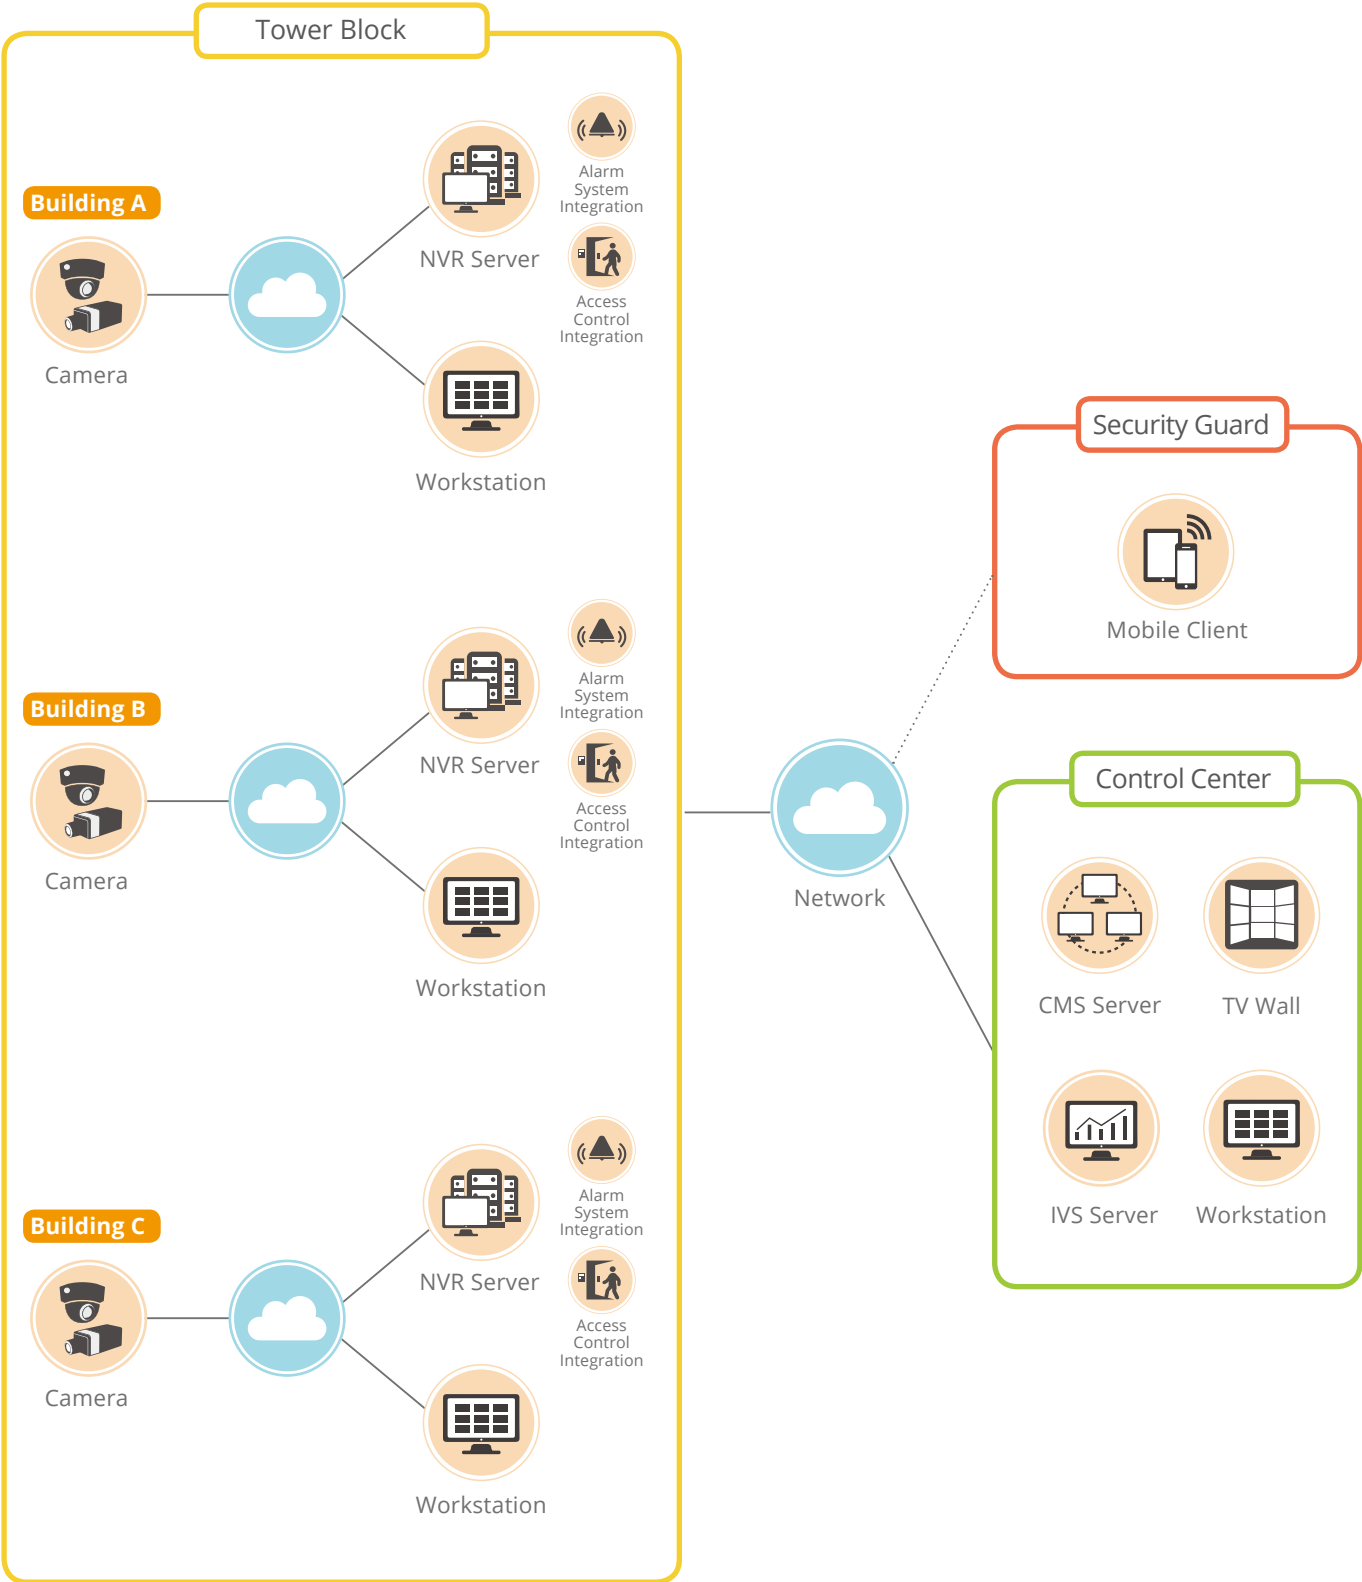 Tower Block
Building A
Camera
NVR Server
Alarm
System
Integration
Access
Control
Integration
Workstation
Building B
Camera
NVR Server
Alarm
System
Integration
Access
Control
Integration
Workstation
Building C
Camera
NVR Server
Alarm
System
Integration
Access
Control
Integration
Workstation
Network
Security Guard
Mobile Client
Control Center
CMS Server
TV Wall
IVS Server
Workstation